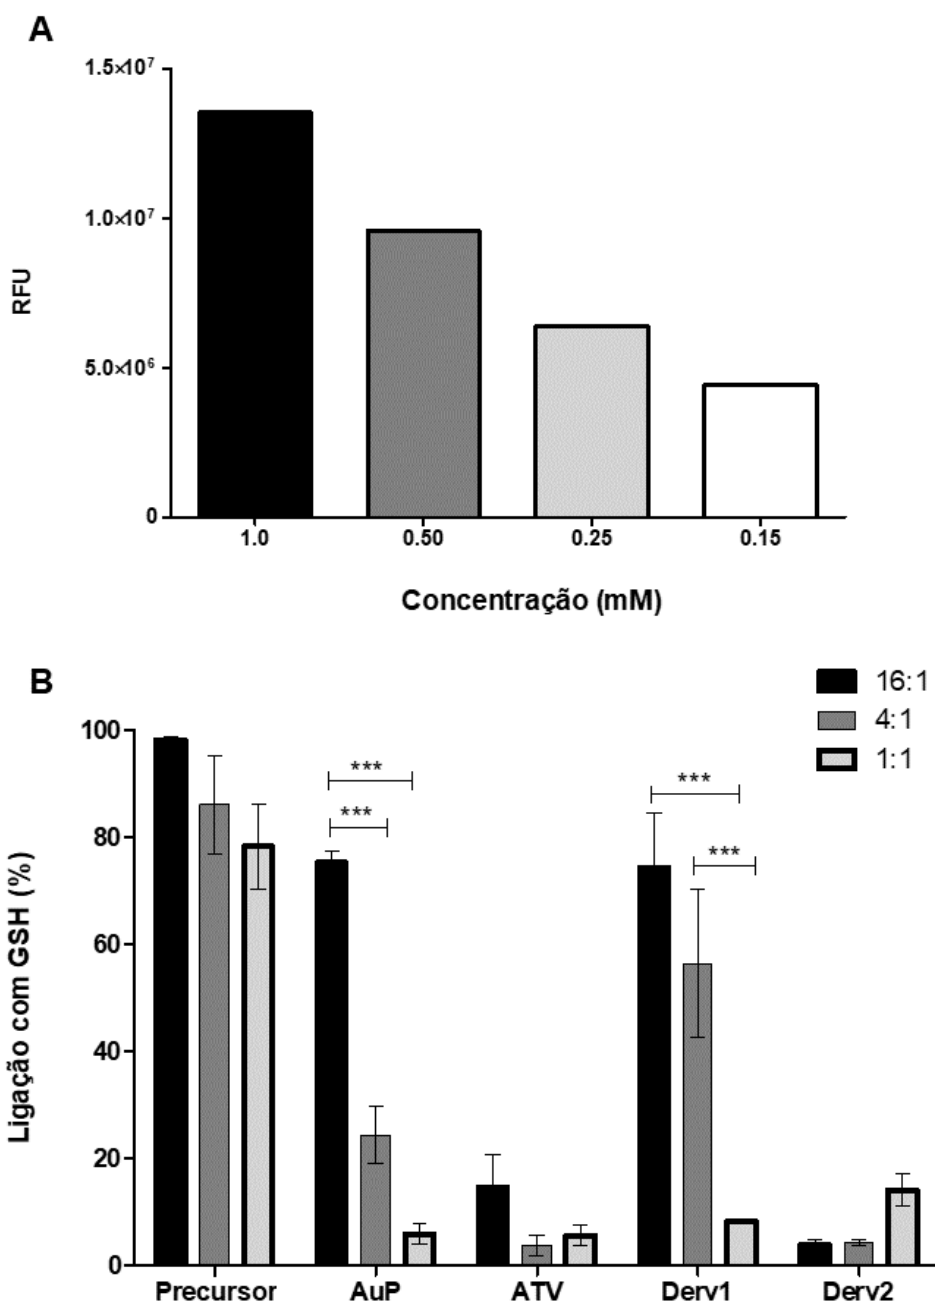 A
1.5×10⁷
1.0×10⁷
5.0×10⁶
0
RFU
1.0 0.50 0.25 0.15
Concentração (mM)
B
16:1
4:1
1:1
100
80
60
40
20
0
Ligação com GSH (%)
*** ***
*** ***
Precursor AuP ATV Derv1 Derv2